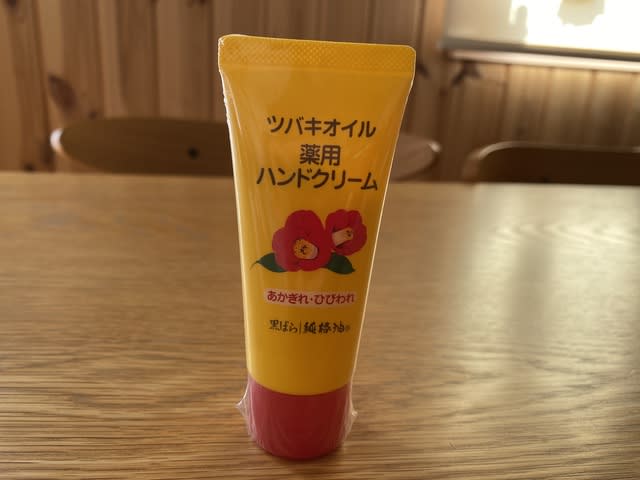 ツバキオイル
薬用
ハンドクリーム
あかぎれ・ひびわれ
黒ばら 純椿油®